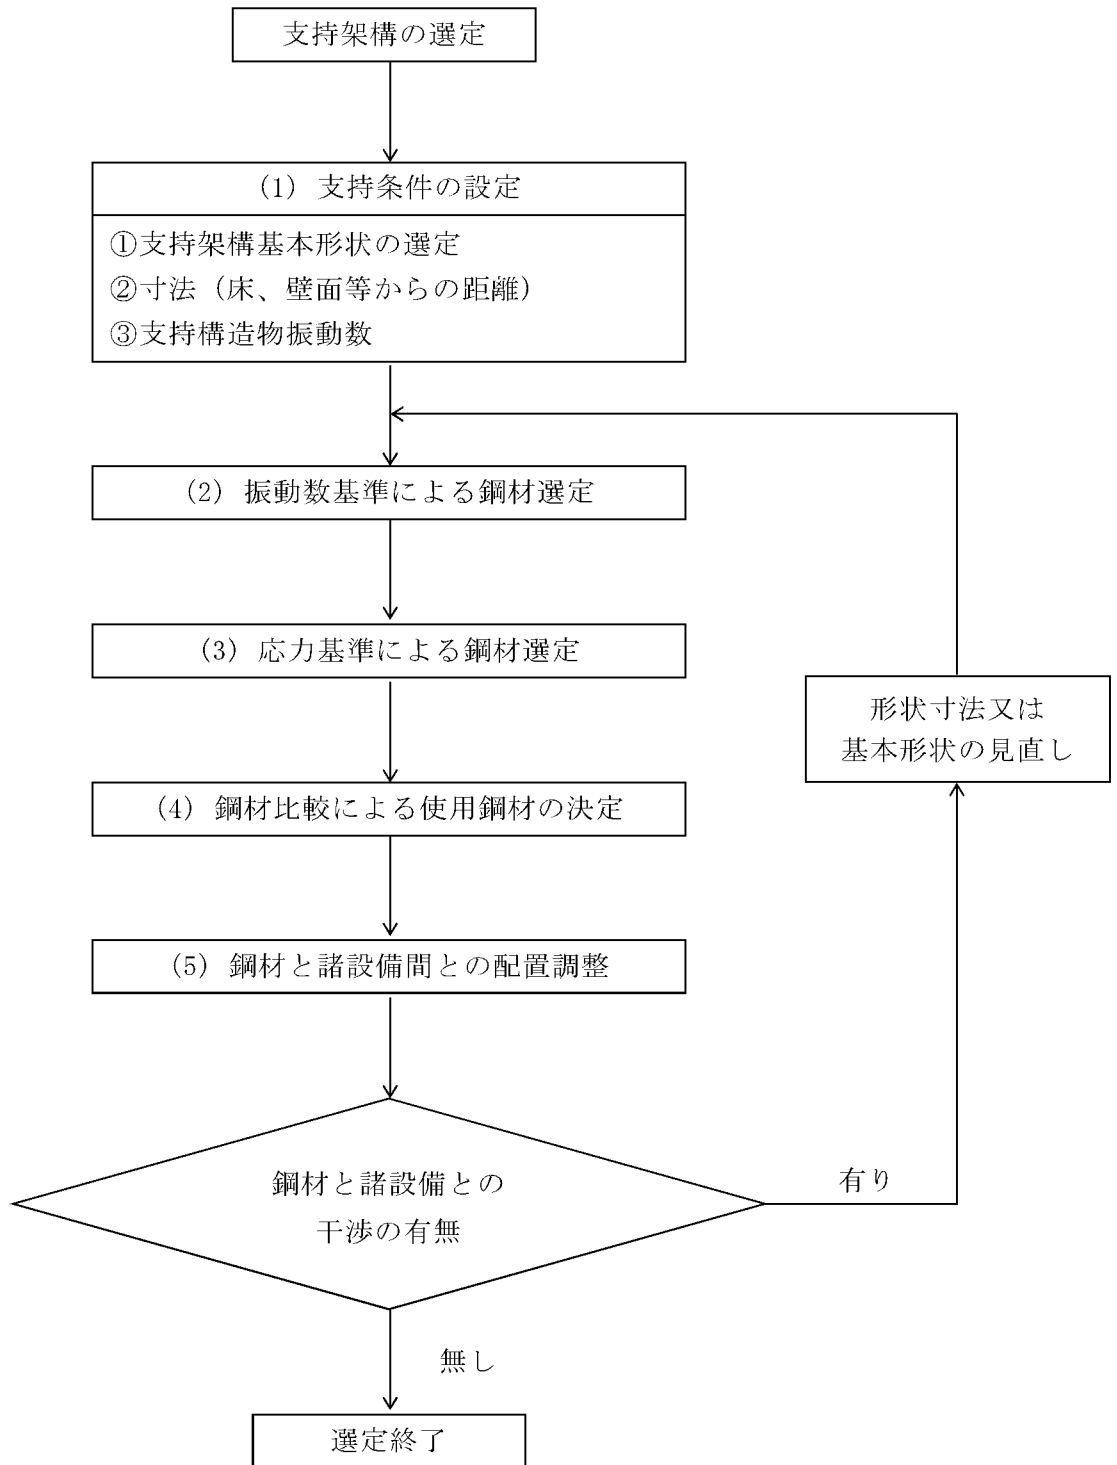 支持架構の選定
(1) 支持条件の設定
①支持架構基本形状の選定
②寸法（床、壁面等からの距離）
③支持構造物振動数
(2) 振動数基準による鋼材選定
(3) 応力基準による鋼材選定
形状寸法又は
基本形状の見直し
(4) 鋼材比較による使用鋼材の決定
(5) 鋼材と諸設備間との配置調整
鋼材と諸設備との
干渉の有無
有り
無し
選定終了